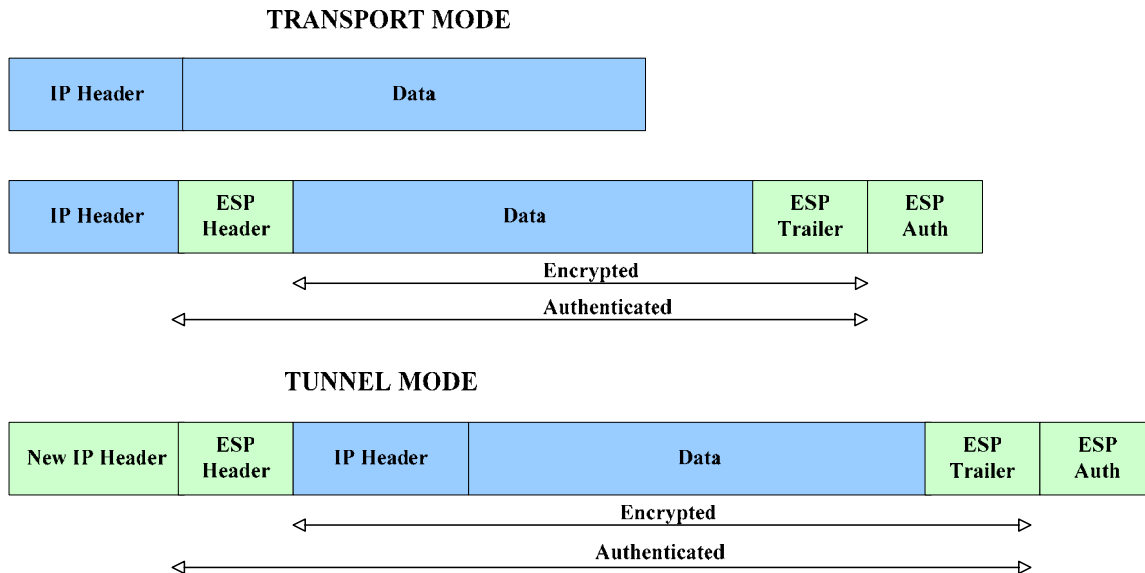 TRANSPORT MODE
IP Header Data
IP Header ESP Header Data ESP Trailer ESP Auth
Encrypted
Authenticated
TUNNEL MODE
New IP Header ESP Header IP Header Data ESP Trailer ESP Auth
Encrypted
Authenticated